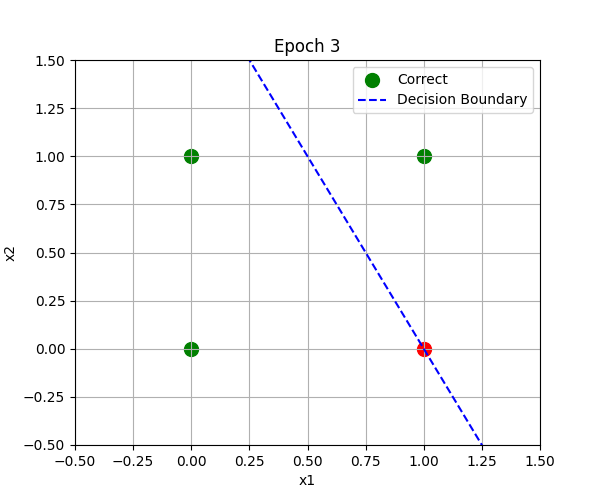 Epoch 3
Correct
Decision Boundary
1.50
1.25
1.00
0.75
0.50
0.25
0.00
−0.25
−0.50
x2
−0.50 −0.25 0.00 0.25 0.50 0.75 1.00 1.25 1.50
x1